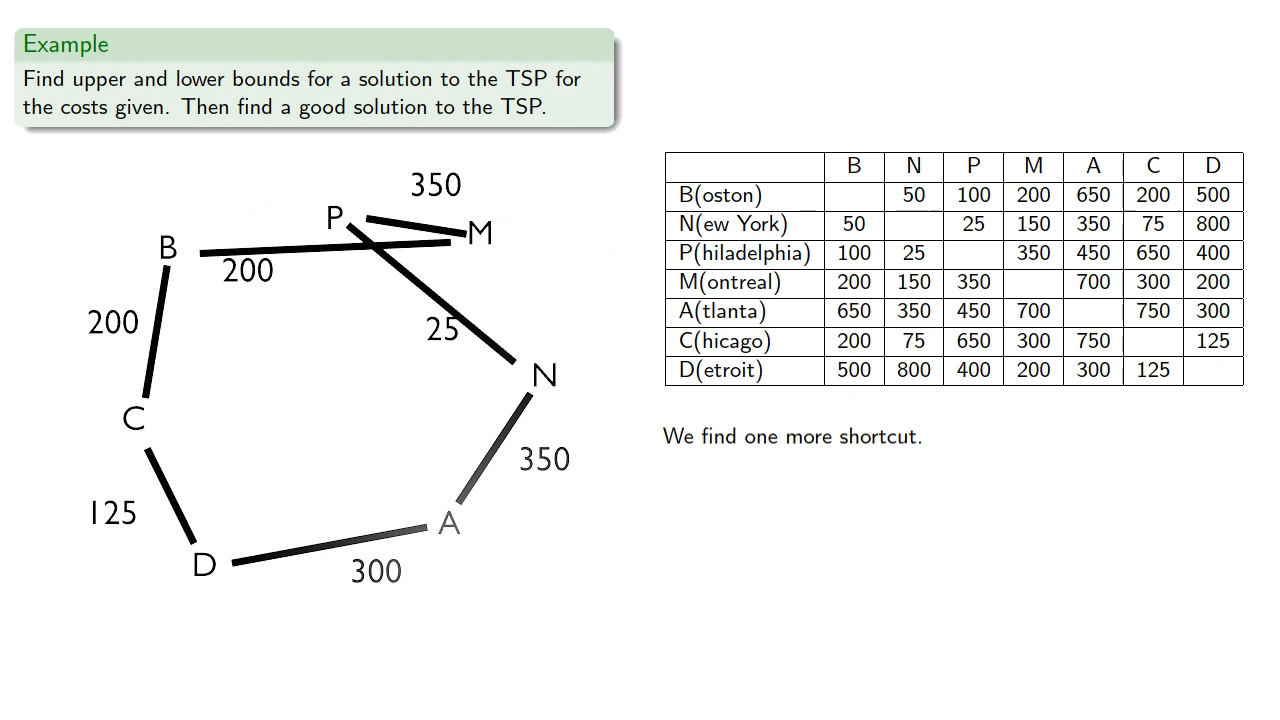 Example
Find upper and lower bounds for a solution to the TSP for
the costs given. Then find a good solution to the TSP.
350
P
M
B
200
200
25
N
C
350
125
A
D
300
B N P M A C D
B(oston) 50 100 200 650 200 500
N(ew York) 50 25 150 350 75 800
P(hiladelphia) 100 25 350 450 650 400
M(ontreal) 200 150 350 700 300 200
A(tlanta) 650 350 450 700 750 300
C(hicago) 200 75 650 300 750 125
D(etroit) 500 800 400 200 300 125
We find one more shortcut.